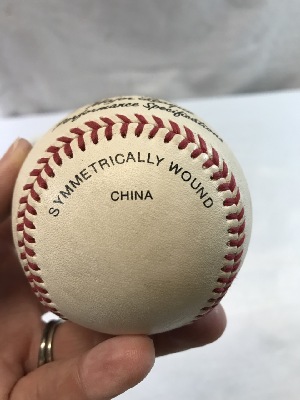 Performance Specifications
SYMMETRICALLY WOUND
CHINA